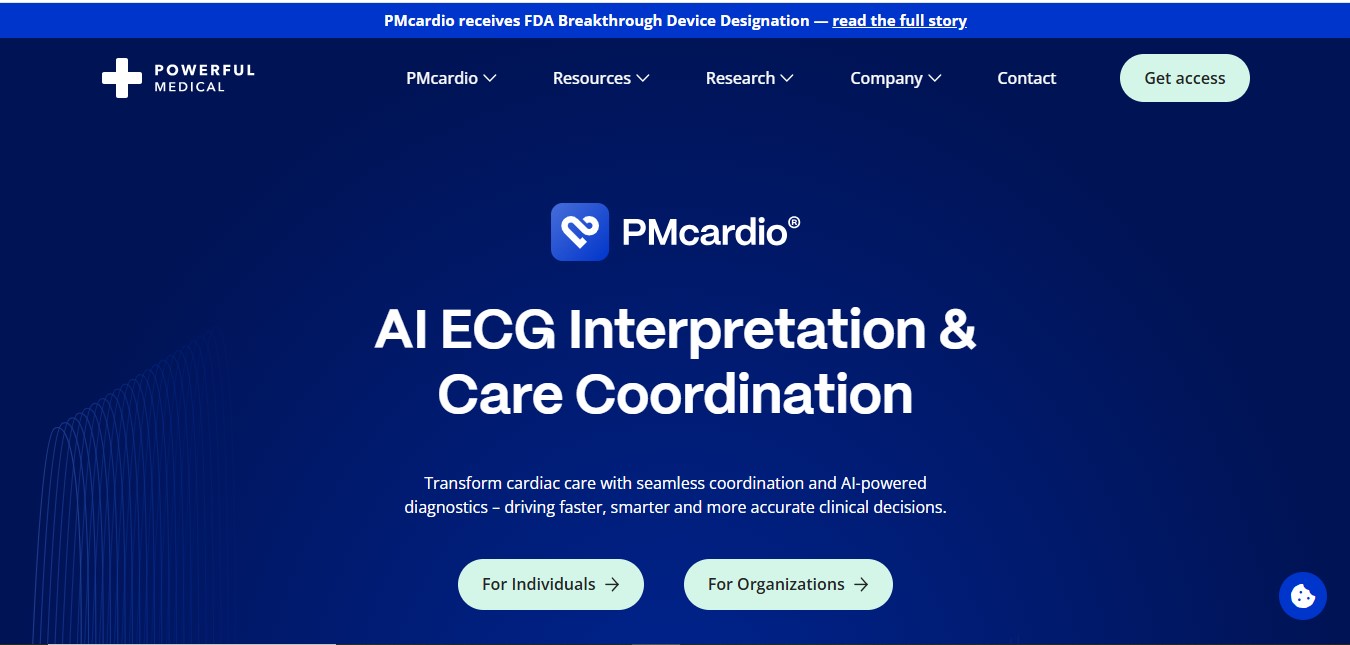 PMcardio receives FDA Breakthrough Device Designation — read the full story
POWERFUL
MEDICAL
PMcardio
Resources
Research
Company
Contact
Get access
PMcardio®
AI ECG Interpretation &
Care Coordination
Transform cardiac care with seamless coordination and AI-powered
diagnostics – driving faster, smarter and more accurate clinical decisions.
For Individuals →
For Organizations →